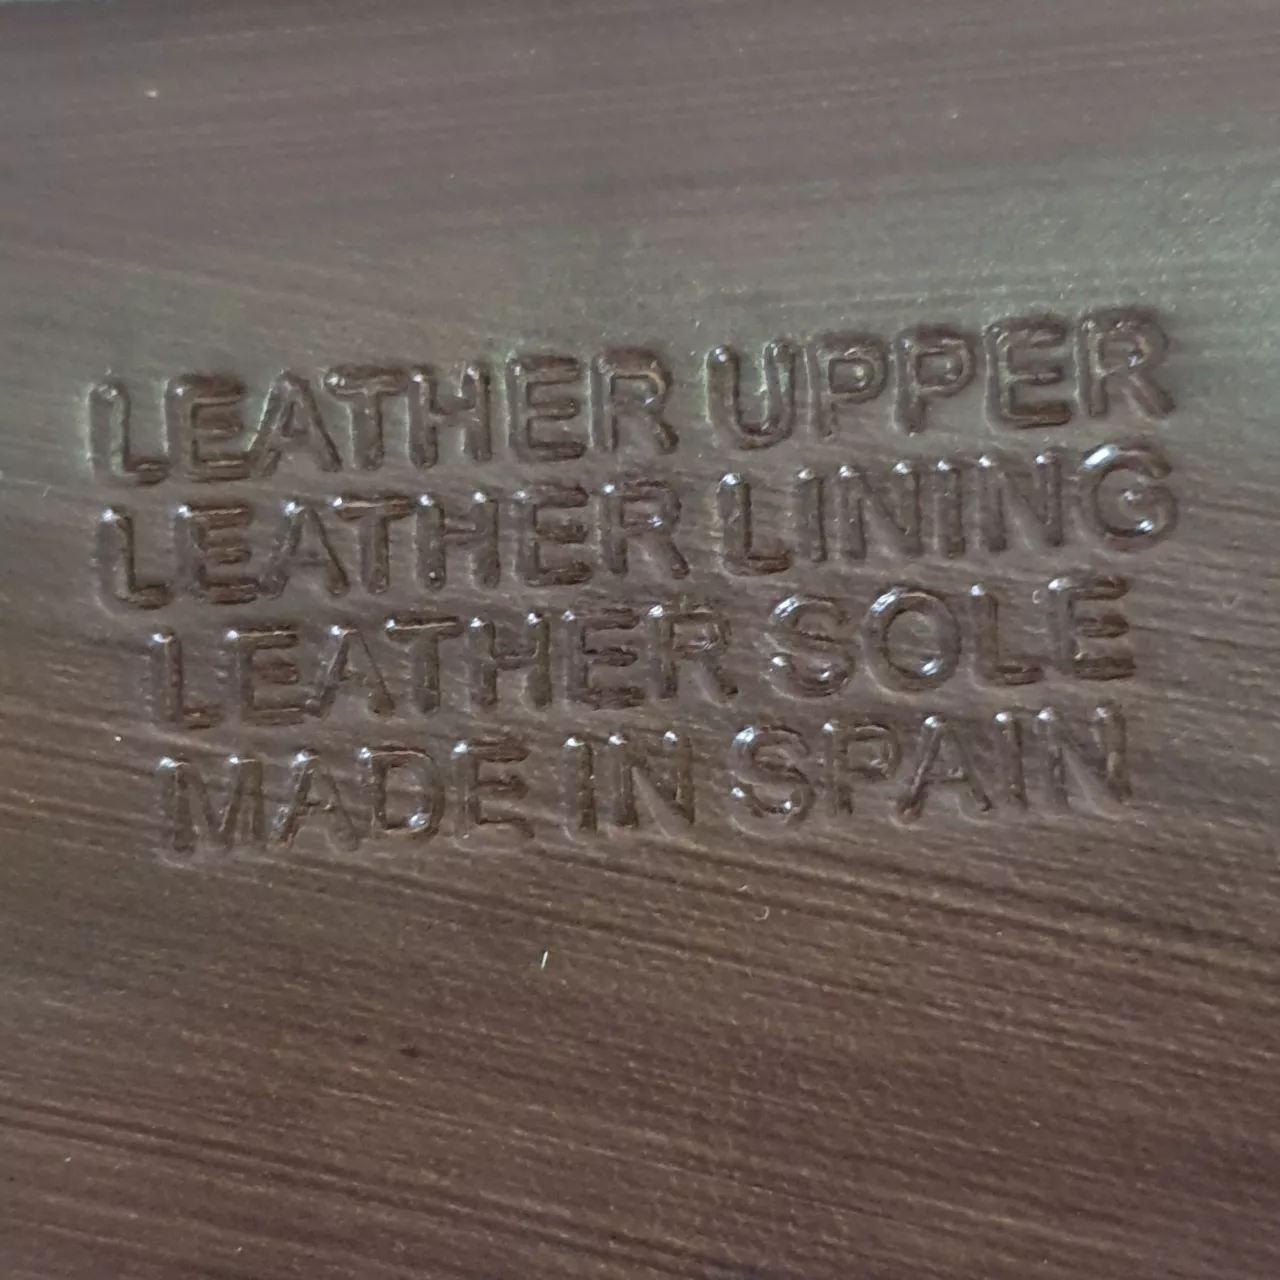 LEATHER UPPER
LEATHER LINING
LEATHER SOLE
MADE IN SPAIN